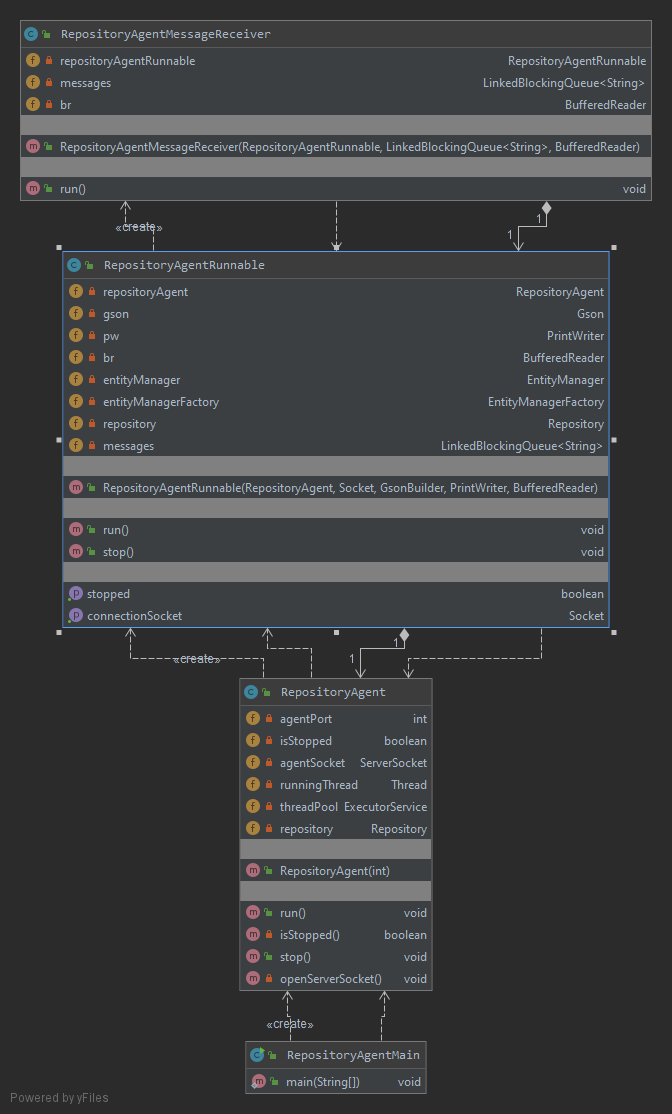 RepositoryAgentMessageReceiver
repositoryAgentRunnable RepositoryAgentRunnable
messages LinkedBlockingQueue<String>
br BufferedReader
RepositoryAgentMessageReceiver(RepositoryAgentRunnable, LinkedBlockingQueue<String>, BufferedReader)
run() void
1
«create»
1
RepositoryAgentRunnable
repositoryAgent RepositoryAgent
gson Gson
pw PrintWriter
br BufferedReader
entityManager EntityManager
entityManagerFactory EntityManagerFactory
repository Repository
messages LinkedBlockingQueue<String>
RepositoryAgentRunnable(RepositoryAgent, Socket, GsonBuilder, PrintWriter, BufferedReader)
run() void
stop() void
stopped boolean
connectionSocket Socket
1
«create»
1
RepositoryAgent
agentPort int
isStopped boolean
agentSocket ServerSocket
runningThread Thread
threadPool ExecutorService
repository Repository
RepositoryAgent(int)
run() void
isStopped() boolean
stop() void
openServerSocket() void
«create»
RepositoryAgentMain
main(String[]) void
Powered by yFiles